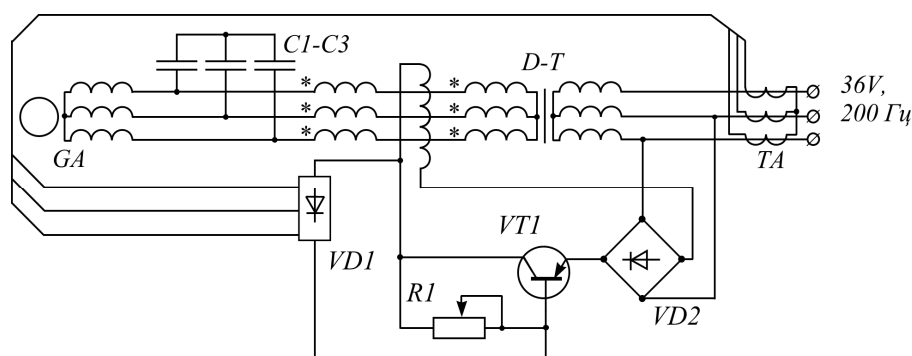 C1-C3
D-T
*
*
36V,
*
*
200 Гц
*
*
GA
TA
VD1
VT1
R1
VD2